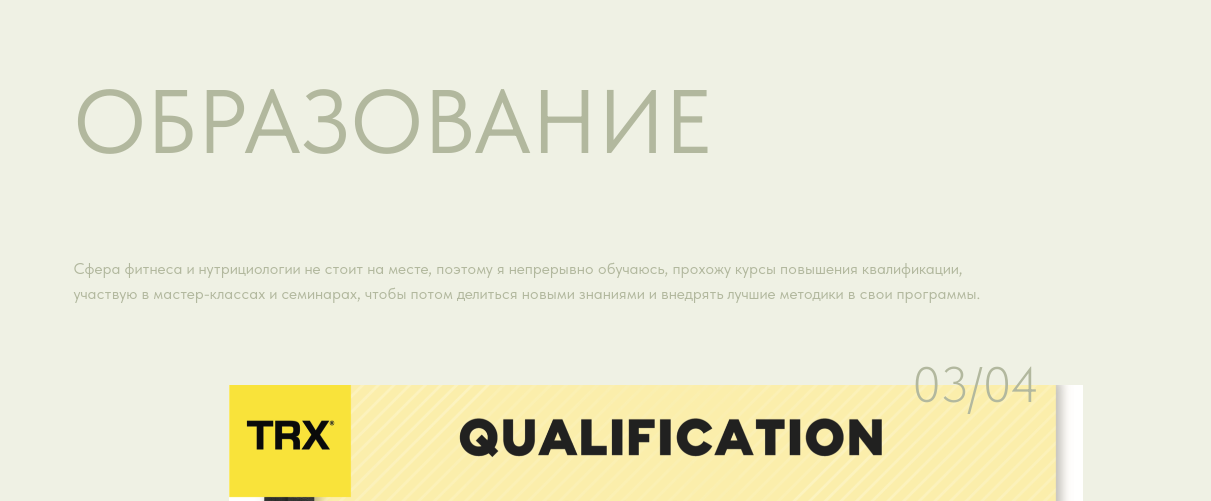 ОБРАЗОВАНИЕ
Сфера фитнеса и нутрициологии не стоит на месте, поэтому я непрерывно обучаюсь, прохожу курсы повышения квалификации,
участвую в мастер-классах и семинарах, чтобы потом делиться новыми знаниями и внедрять лучшие методики в свои программы.
03/04
TRX®
QUALIFICATION